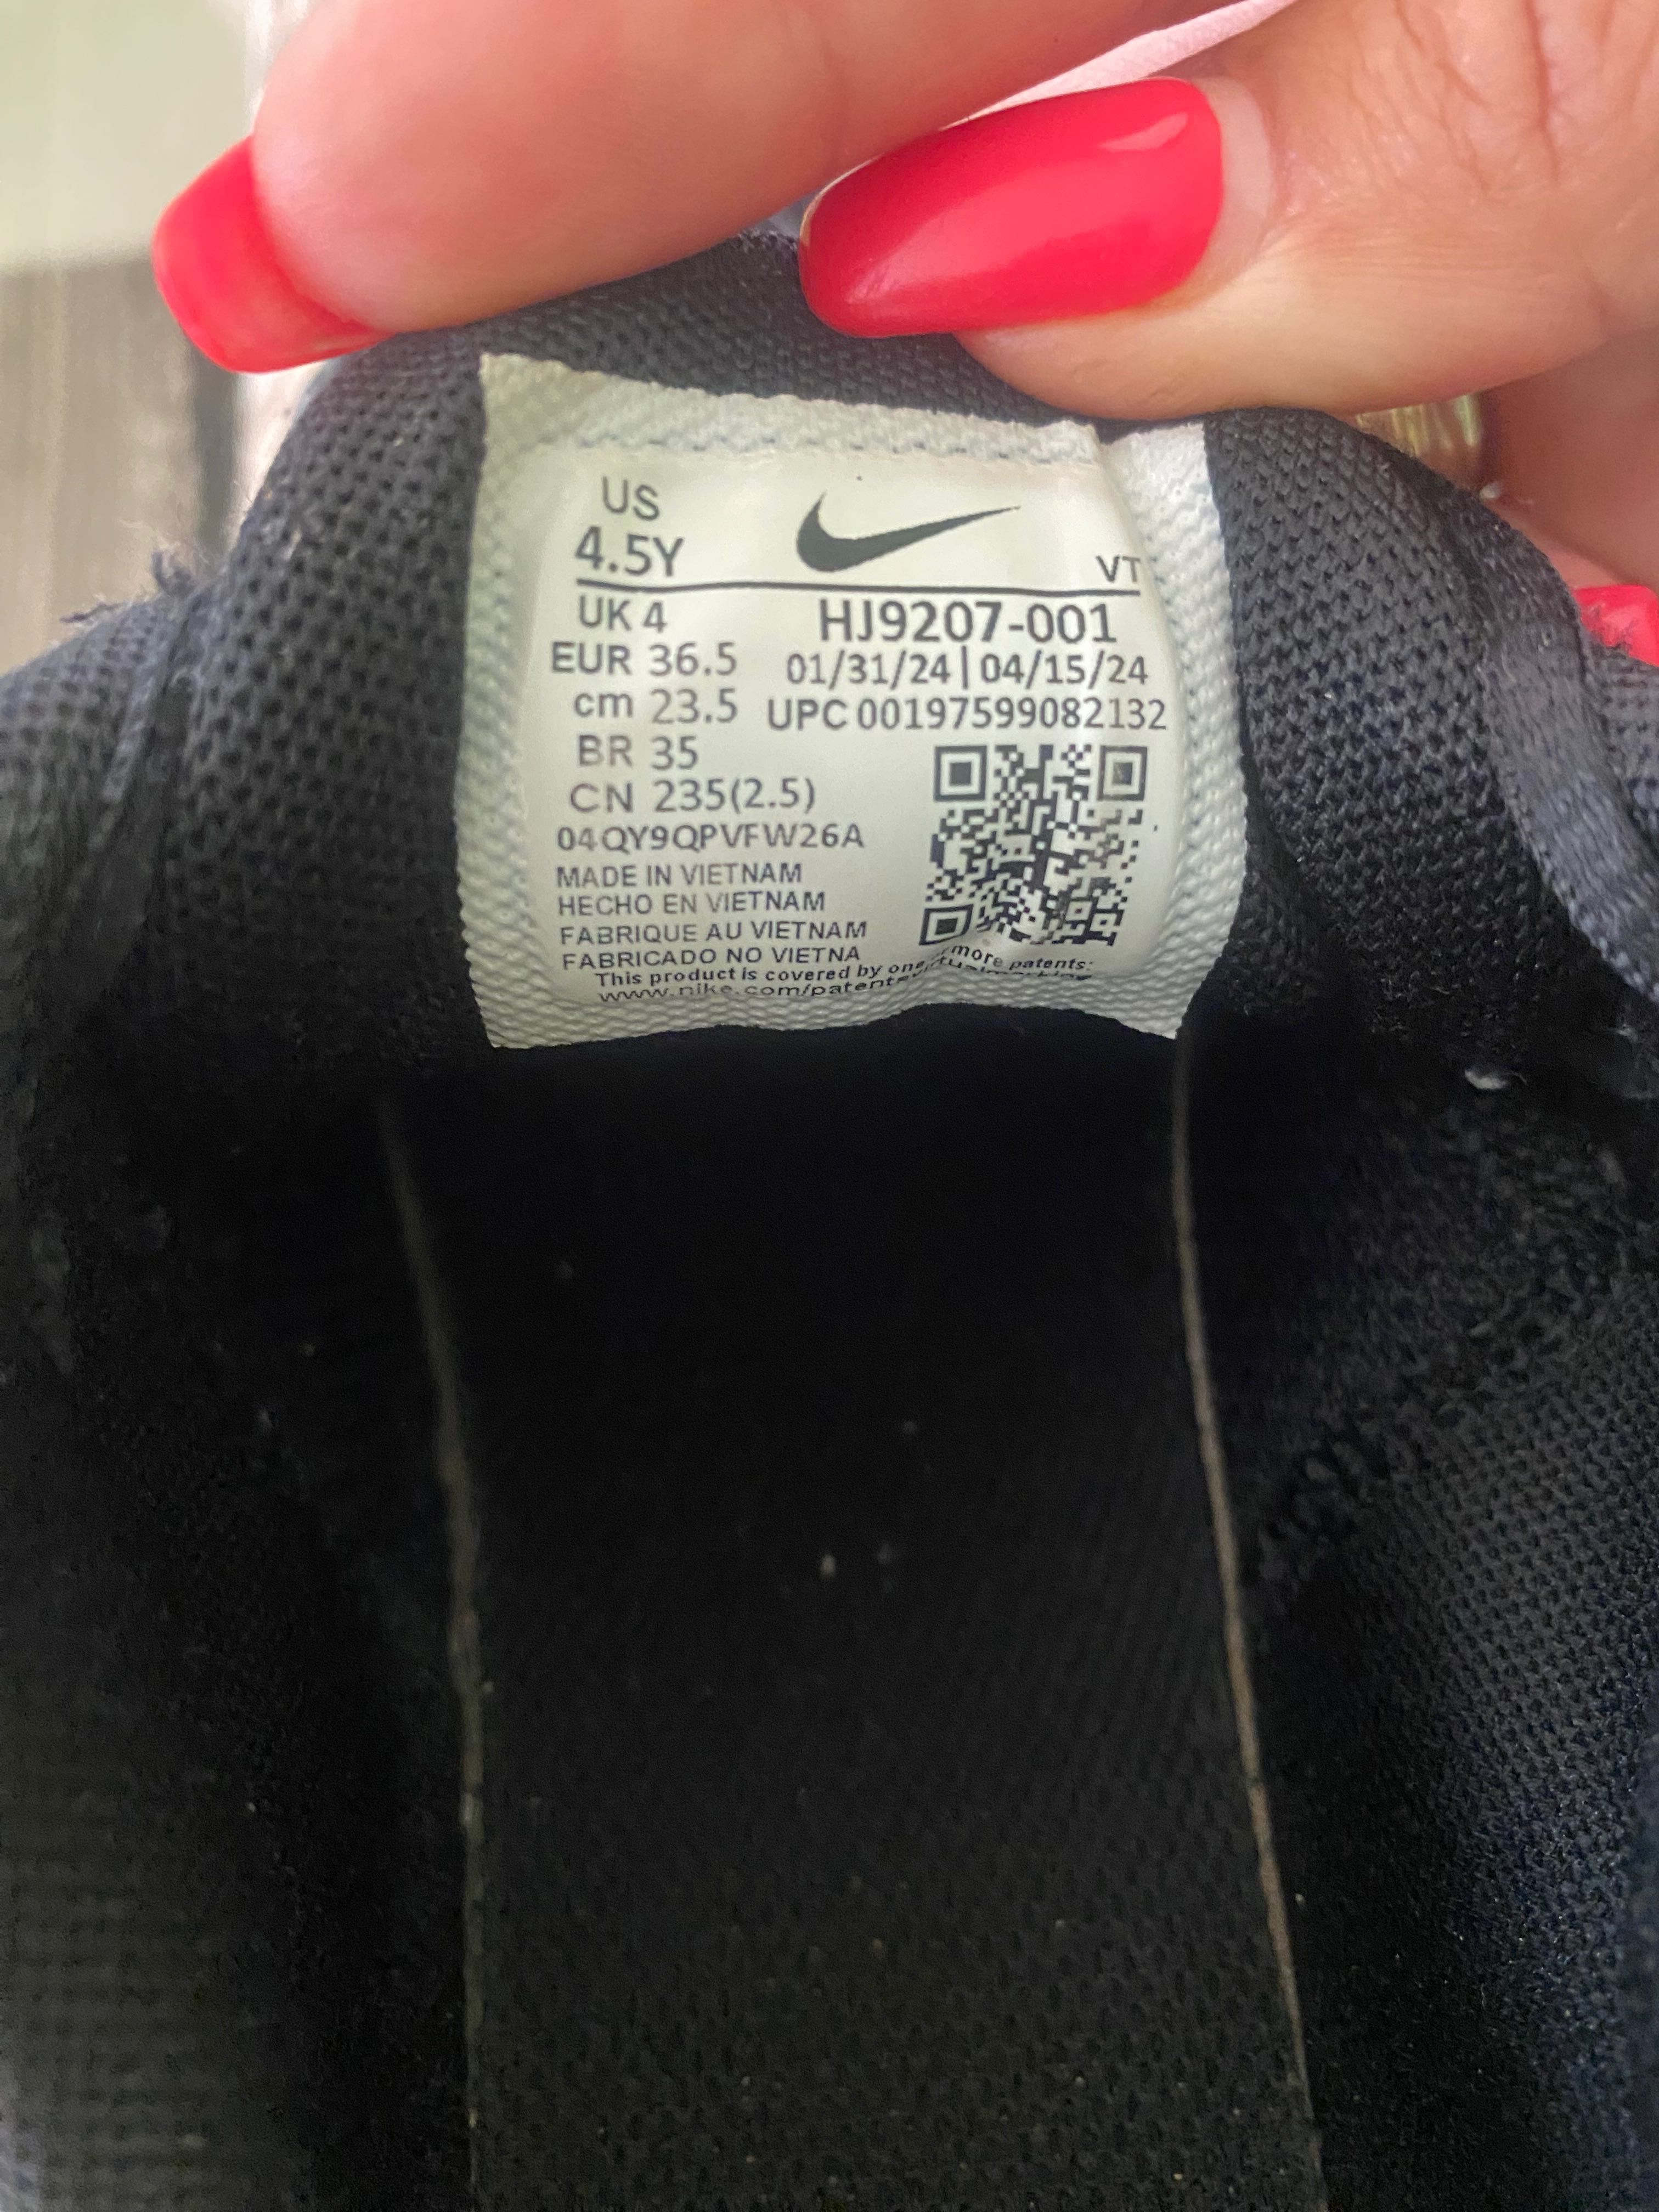 US
4.5Y
VT
UK 4
HJ9207-001
EUR 36.5
01/31/24|04/15/24
cm 23.5
UPC 00197599082132
BR 35
CN 235(2.5)
04QY9QPVFW26A
MADE IN VIETNAM
HECHO EN VIETNAM
FABRIQUE AU VIETNAM
FABRICADO NO VIETNA
This product is covered by one more patents:
www.nike.com/patents